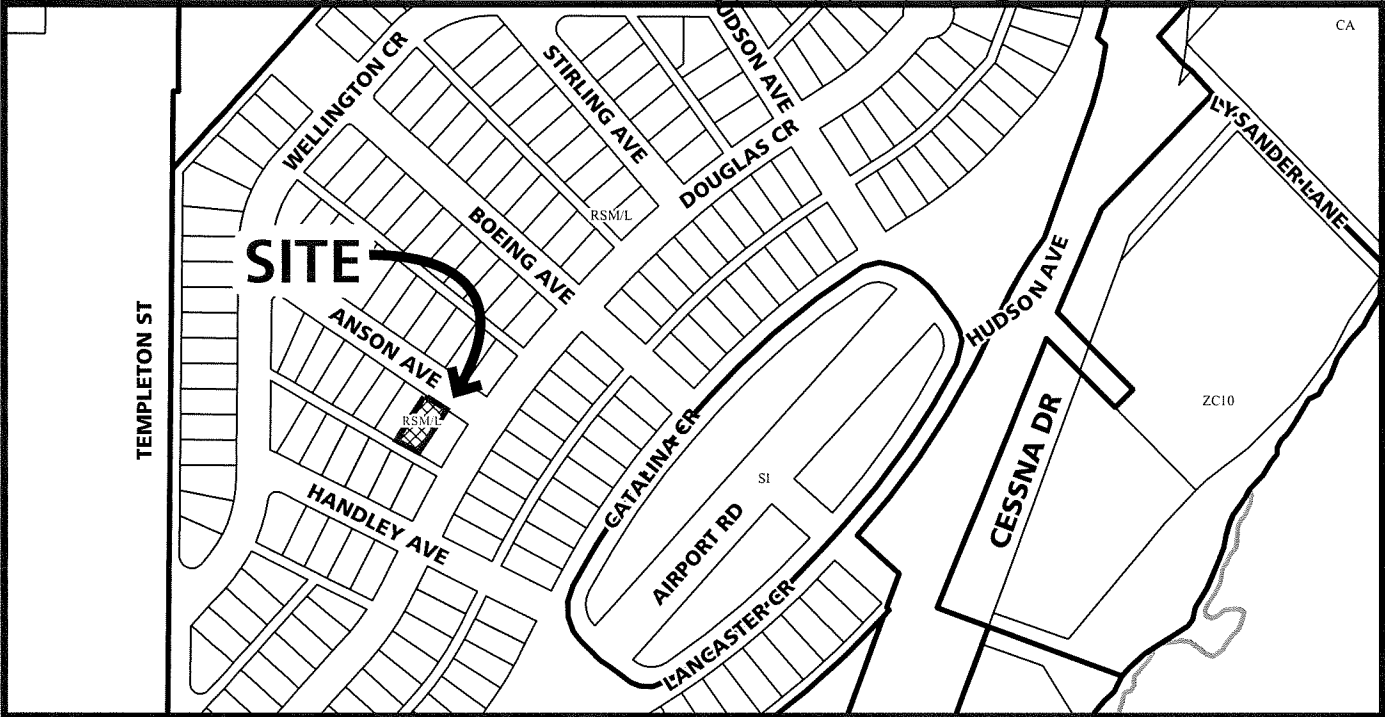 CA
HUDSON AVE
WELLINGTON CR
STIRLING AVE
LYSANDER LANE
DOUGLAS CR
RSM/L
BOEING AVE
SITE
HUDSON AVE
ANSON AVE
TEMPLETON ST
RSM/L
ZC10
CATALINA CR
CESSNA DR
SI
HANDLEY AVE
AIRPORT RD
LANCASTER CR